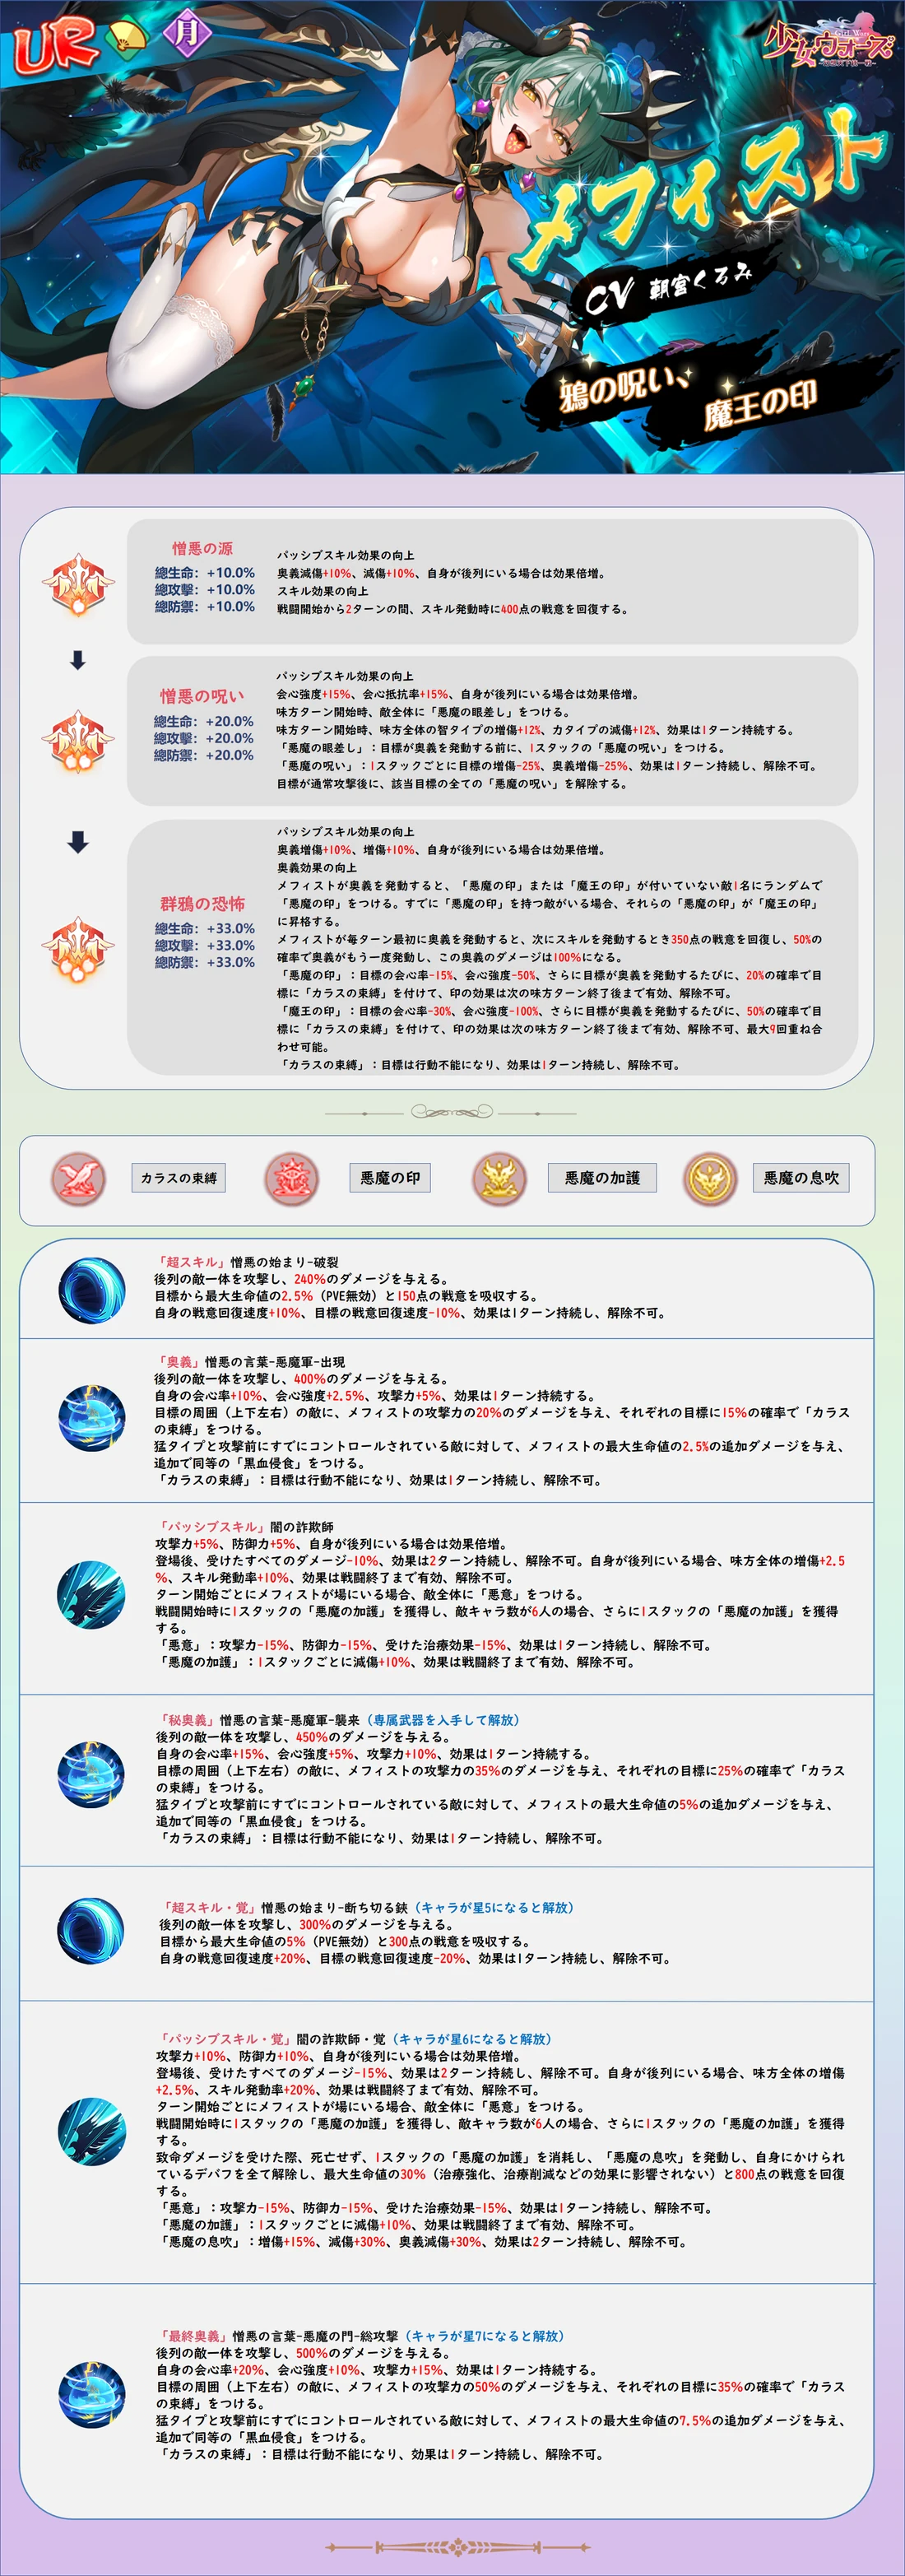 UR
月
Girl Wars
少女ウォーズ
メフィスト
CV 朝宮くるみ
鴉の呪い、
魔王の印
憎悪の源
總生命：+10.0%
總攻擊：+10.0%
總防禦：+10.0%
パッシブスキル効果の向上
奥義減傷+10%、減傷+10%、自身が後列にいる場合は効果倍増。
スキル効果の向上
戦闘開始から2ターンの間、スキル発動時に400点の戦意を回復する。
憎悪の呪い
總生命：+20.0%
總攻擊：+20.0%
總防禦：+20.0%
パッシブスキル効果の向上
会心強度+15%、会心抵抗率+15%、自身が後列にいる場合は効果倍増。
味方ターン開始時、敵全体に「悪魔の眼差し」をつける。
味方ターン開始時、味方全体の智タイプの増傷+12%、力タイプの減傷+12%、効果は1ターン持続する。
「悪魔の眼差し」：目標が奥義を発動する前に、1スタックの「悪魔の呪い」をつける。
「悪魔の呪い」：1スタックごとに目標の増傷-25%、奥義増傷-25%、効果は1ターン持続し、解除不可。
目標が通常攻撃後に、該当目標の全ての「悪魔の呪い」を解除する。
群鴉の恐怖
總生命：+33.0%
總攻擊：+33.0%
總防禦：+33.0%
パッシブスキル効果の向上
奥義増傷+10%、増傷+10%、自身が後列にいる場合は効果倍増。
奥義効果の向上
メフィストが奥義を発動すると、「悪魔の印」または「魔王の印」が付いていない敵1名にランダムで
「悪魔の印」をつける。すでに「悪魔の印」を持つ敵がいる場合、それらの「悪魔の印」が「魔王の印」
に昇格する。
メフィストが毎ターン最初に奥義を発動すると、次にスキルを発動するとき350点の戦意を回復し、50%の
確率で奥義がもう一度発動し、この奥義のダメージは100%になる。
「悪魔の印」：目標の会心率-15%、会心強度-50%、さらに目標が奥義を発動するたびに、20%の確率で目
標に「カラスの束縛」を付けて、印の効果は次の味方ターン終了後まで有効、解除不可。
「魔王の印」：目標の会心率-30%、会心強度-100%、さらに目標が奥義を発動するたびに、50%の確率で目
標に「カラスの束縛」を付けて、印の効果は次の味方ターン終了後まで有効、解除不可、最大9回重ね合
わせ可能。
「カラスの束縛」：目標は行動不能になり、効果は1ターン持続し、解除不可。
カラスの束縛
悪魔の印
悪魔の加護
悪魔の息吹
「超スキル」憎悪の始まり-破裂
後列の敵一体を攻撃し、240%のダメージを与える。
目標から最大生命値の2.5%（PVE無効）と150点の戦意を吸収する。
自身の戦意回復速度+10%、目標の戦意回復速度-10%、効果は1ターン持続し、解除不可。
「奥義」憎悪の言葉-悪魔軍-出現
後列の敵一体を攻撃し、400%のダメージを与える。
自身の会心率+10%、会心強度+2.5%、攻撃力+5%、効果は1ターン持続する。
目標の周囲（上下左右）の敵に、メフィストの攻撃力の20%のダメージを与え、それぞれの目標に15%の確率で「カラス
の束縛」をつける。
猛タイプと攻撃前にすでにコントロールされている敵に対して、メフィストの最大生命値の2.5%の追加ダメージを与え、
追加で同等の「黒血侵食」をつける。
「カラスの束縛」：目標は行動不能になり、効果は1ターン持続し、解除不可。
「パッシブスキル」闇の詐欺師
攻撃力+5%、防御力+5%、自身が後列にいる場合は効果倍増。
登場後、受けたすべてのダメージ-10%、効果は2ターン持続し、解除不可。自身が後列にいる場合、味方全体の増傷+2.5
%、スキル発動率+10%、効果は戦闘終了まで有効、解除不可。
ターン開始ごとにメフィストが場にいる場合、敵全体に「悪意」をつける。
戦闘開始時に1スタックの「悪魔の加護」を獲得し、敵キャラ数が6人の場合、さらに1スタックの「悪魔の加護」を獲得
する。
「悪意」：攻撃力-15%、防御力-15%、受けた治療効果-15%、効果は1ターン持続し、解除不可。
「悪魔の加護」：1スタックごとに減傷+10%、効果は戦闘終了まで有効、解除不可。
「秘奥義」憎悪の言葉-悪魔軍-襲来（専属武器を入手して解放）
後列の敵一体を攻撃し、450%のダメージを与える。
自身の会心率+15%、会心強度+5%、攻撃力+10%、効果は1ターン持続する。
目標の周囲（上下左右）の敵に、メフィストの攻撃力の35%のダメージを与え、それぞれの目標に25%の確率で「カラス
の束縛」をつける。
猛タイプと攻撃前にすでにコントロールされている敵に対して、メフィストの最大生命値の5%の追加ダメージを与え、
追加で同等の「黒血侵食」をつける。
「カラスの束縛」：目標は行動不能になり、効果は1ターン持続し、解除不可。
「超スキル・覚」憎悪の始まり-断ち切る鋏（キャラが星5になると解放）
後列の敵一体を攻撃し、300%のダメージを与える。
目標から最大生命値の5%（PVE無効）と300点の戦意を吸収する。
自身の戦意回復速度+20%、目標の戦意回復速度-20%、効果は1ターン持続し、解除不可。
「パッシブスキル・覚」闇の詐欺師・覚（キャラが星6になると解放）
攻撃力+10%、防御力+10%、自身が後列にいる場合は効果倍増。
登場後、受けたすべてのダメージ-15%、効果は2ターン持続し、解除不可。自身が後列にいる場合、味方全体の増傷
+2.5%、スキル発動率+20%、効果は戦闘終了まで有効、解除不可。
ターン開始ごとにメフィストが場にいる場合、敵全体に「悪意」をつける。
戦闘開始時に1スタックの「悪魔の加護」を獲得し、敵キャラ数が6人の場合、さらに1スタックの「悪魔の加護」を獲得
する。
致命ダメージを受けた際、死亡せず、1スタックの「悪魔の加護」を消耗し、「悪魔の息吹」を発動し、自身にかけられ
ているデバフを全て解除し、最大生命値の30%（治療強化、治療削減などの効果に影響されない）と800点の戦意を回復
する。
「悪意」：攻撃力-15%、防御力-15%、受けた治療効果-15%、効果は1ターン持続し、解除不可。
「悪魔の加護」：1スタックごとに減傷+10%、効果は戦闘終了まで有効、解除不可。
「悪魔の息吹」：増傷+15%、減傷+30%、奥義減傷+30%、効果は2ターン持続し、解除不可。
「最終奥義」憎悪の言葉-悪魔の門-総攻撃（キャラが星7になると解放）
後列の敵一体を攻撃し、500%のダメージを与える。
自身の会心率+20%、会心強度+10%、攻撃力+15%、効果は1ターン持続する。
目標の周囲（上下左右）の敵に、メフィストの攻撃力の50%のダメージを与え、それぞれの目標に35%の確率で「カラス
の束縛」をつける。
猛タイプと攻撃前にすでにコントロールされている敵に対して、メフィストの最大生命値の7.5%の追加ダメージを与え、
追加で同等の「黒血侵食」をつける。
「カラスの束縛」：目標は行動不能になり、効果は1ターン持続し、解除不可。